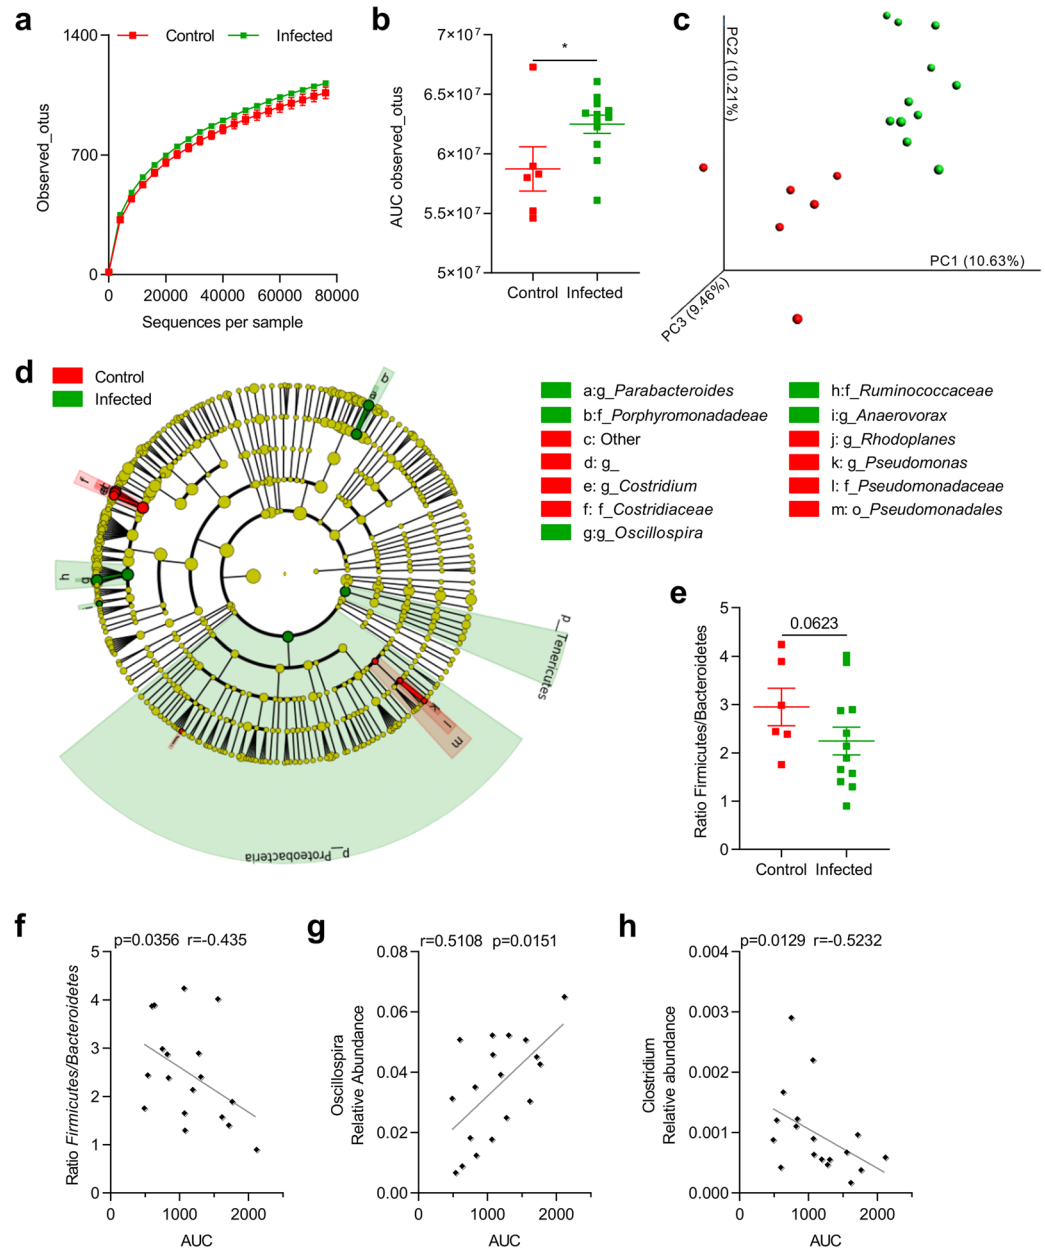 a
1400
700
0
Observed_otus
Control
Infected
0
20000
40000
60000
80000
Sequences per sample
b
7×10⁷
6.5×10⁷
6×10⁷
5.5×10⁷
5×10⁷
AUC observed_otus
*
Control
Infected
c
PC2 (10.21%)
PC1 (10.63%)
PC3 (9.46%)
d
Control
Infected
b
a
f
h
g
i
k
l
m
p__Tenericutes
p__Proteobacteria
a:g_Parabacteroides
b:f_Porphyromonadadeae
c: Other
d: g_
e: g_Costridium
f: f_Costridiaceae
g:g_Oscillospira
h:f_Ruminococcaceae
i:g_Anaerovorax
j: g_Rhodoplanes
k: g_Pseudomonas
l: f_Pseudomonadaceae
m: o_Pseudomonadales
e
5
4
3
2
1
0
Ratio Firmicutes/Bacteroidetes
0.0623
Control
Infected
f
p=0.0356 r=-0.435
5
4
3
2
1
0
Ratio Firmicutes/Bacteroidetes
0
1000
2000
AUC
g
r=0.5108 p=0.0151
0.08
0.06
0.04
0.02
0.00
Oscillospira
Relative Abundance
0
1000
2000
AUC
h
p=0.0129 r=-0.5232
0.004
0.003
0.002
0.001
0.000
Clostridium
Relative abundance
0
1000
2000
AUC